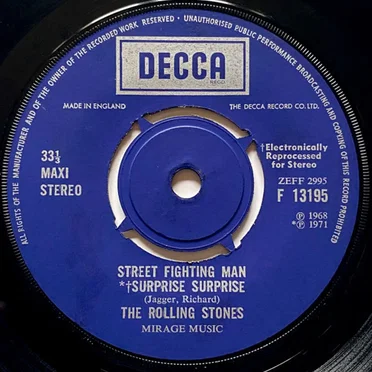 ALL RIGHTS OF THE MANUFACTURER AND OF THE OWNER OF THE RECORDED WORK RESERVED • UNAUTHORISED PUBLIC PERFORMANCE BROADCASTING AND COPYING OF THIS RECORD PROHIBITED
DECCA
MADE IN ENGLAND
THE DECCA RECORD CO. LTD.
33⅓
MAXI
STEREO
†Electronically
Reprocessed
for Stereo
ZEFF 2995
F 13195
℗ 1968
*℗ 1971
STREET FIGHTING MAN
*†SURPRISE SURPRISE
(Jagger, Richard)
THE ROLLING STONES
MIRAGE MUSIC